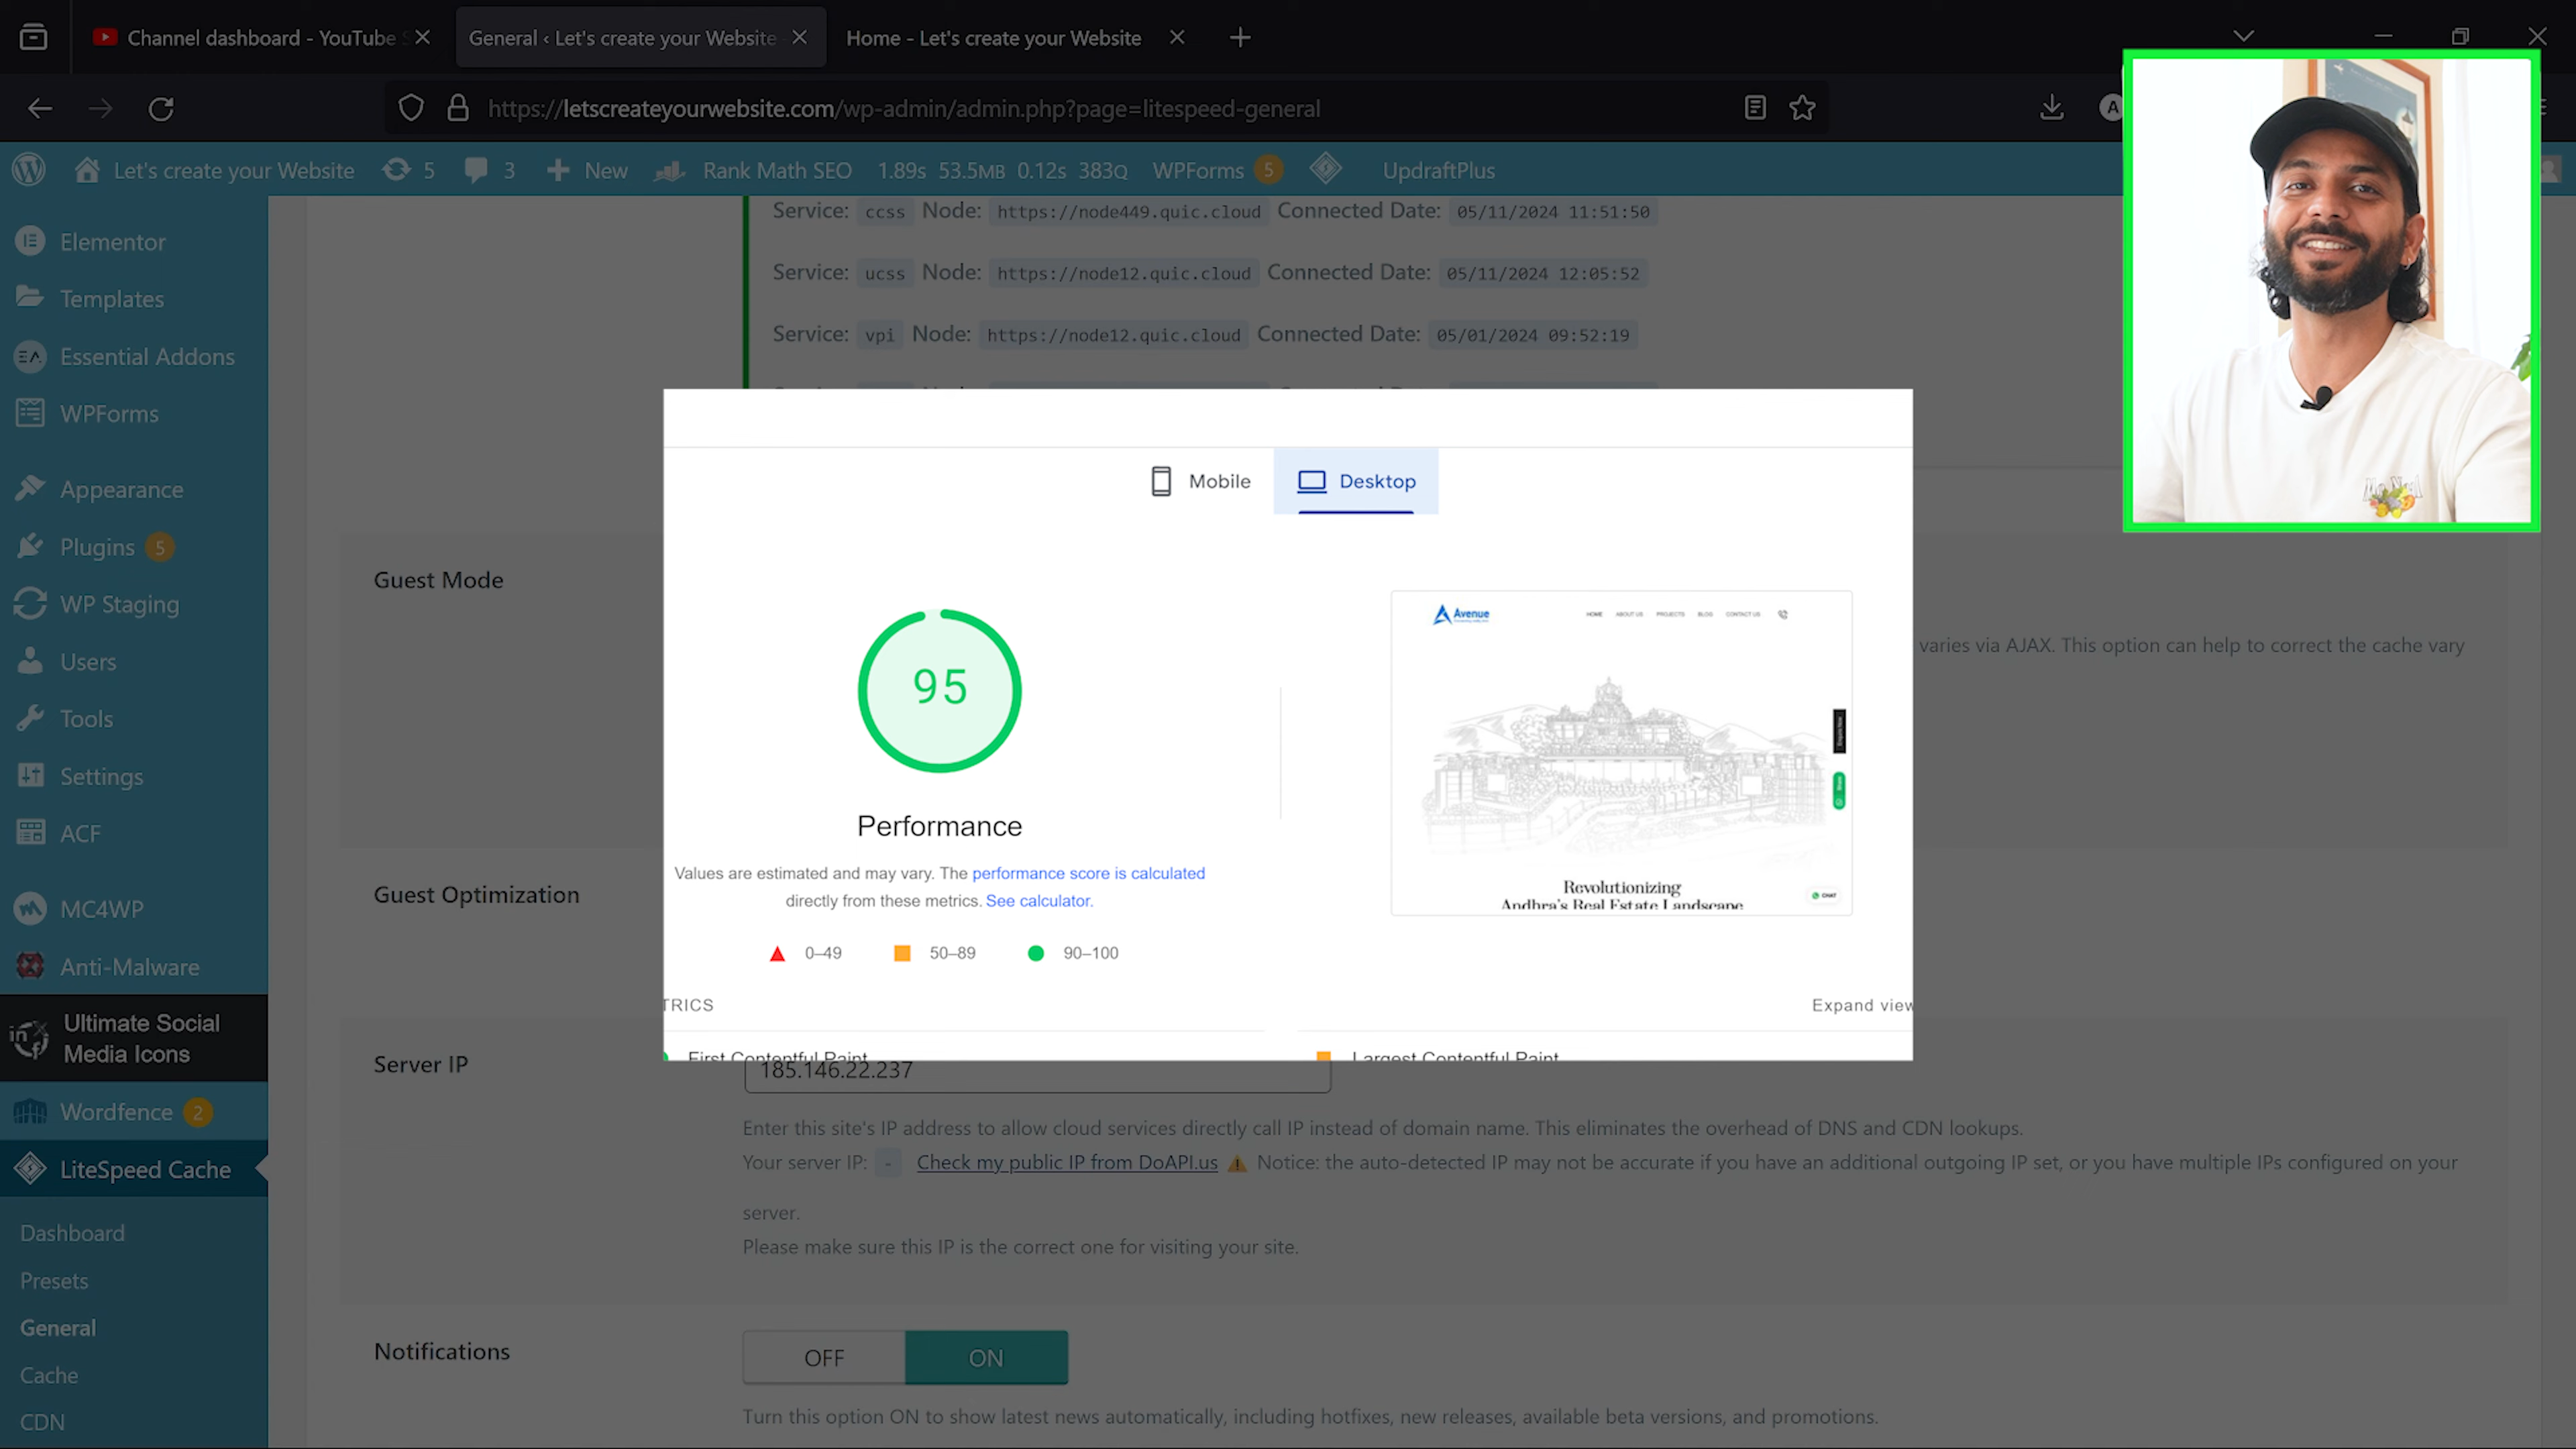 Channel dashboard - YouTube S
General ‹ Let's create your Website
Home - Let's create your Website
https://letscreateyourwebsite.com/wp-admin/admin.php?page=litespeed-general
A
Let's create your Website 5 3 New Rank Math SEO 1.89s 53.5MB 0.12s 383Q WPForms 5 UpdraftPlus
Elementor
Templates
Essential Addons
WPForms
Appearance
Plugins 5
WP Staging
Users
Tools
Settings
ACF
MC4WP
Anti-Malware
Ultimate Social
Media Icons
Wordfence 2
LiteSpeed Cache
Dashboard
Presets
General
Cache
CDN
Service: ccss Node: https://node449.quic.cloud Connected Date: 05/11/2024 11:51:50
Service: ucss Node: https://node12.quic.cloud Connected Date: 05/11/2024 12:05:52
Service: vpi Node: https://node12.quic.cloud Connected Date: 05/01/2024 09:52:19
Guest Mode
varies via AJAX. This option can help to correct the cache vary
Guest Optimization
Mobile
Desktop
95
Performance
Values are estimated and may vary. The performance score is calculated
directly from these metrics. See calculator.
0–49 50–89 90–100
TRICS
Expand view
First Contentful Paint
Largest Contentful Paint
Avenue
HOME ABOUT US PROJECTS BLOG CONTACT US
Revolutionizing
Andhra's Real Estate Landscape
CHAT
Server IP
185.146.22.237
Enter this site's IP address to allow cloud services directly call IP instead of domain name. This eliminates the overhead of DNS and CDN lookups.
Your server IP: - Check my public IP from DoAPI.us Notice: the auto-detected IP may not be accurate if you have an additional outgoing IP set, or you have multiple IPs configured on your
server.
Please make sure this IP is the correct one for visiting your site.
Notifications
OFF ON
Turn this option ON to show latest news automatically, including hotfixes, new releases, available beta versions, and promotions.